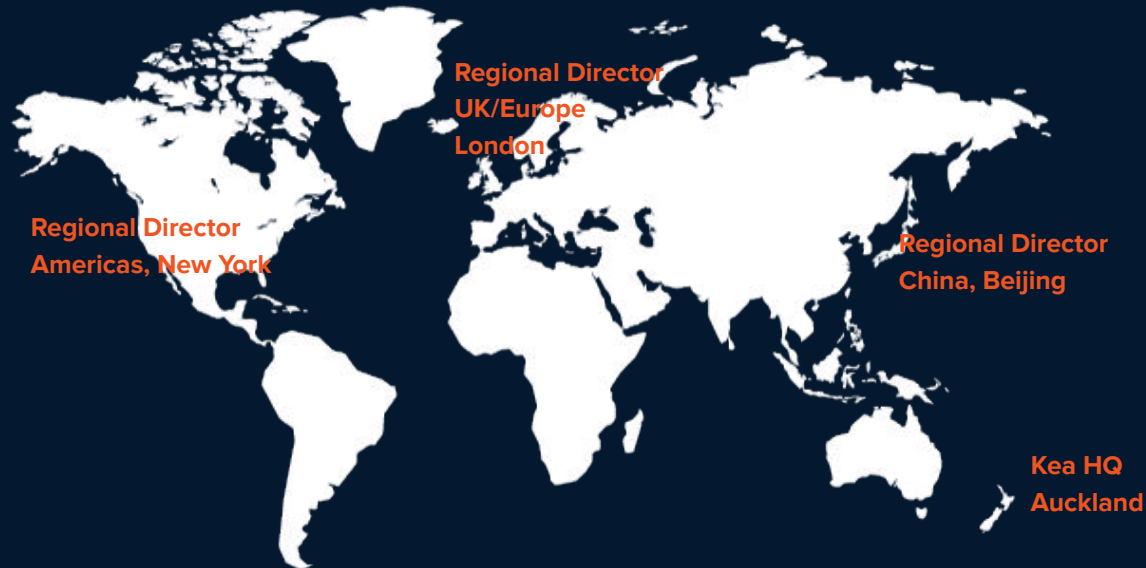 Regional Director
UK/Europe
London
Regional Director
Americas, New York
Regional Director
China, Beijing
Kea HQ
Auckland